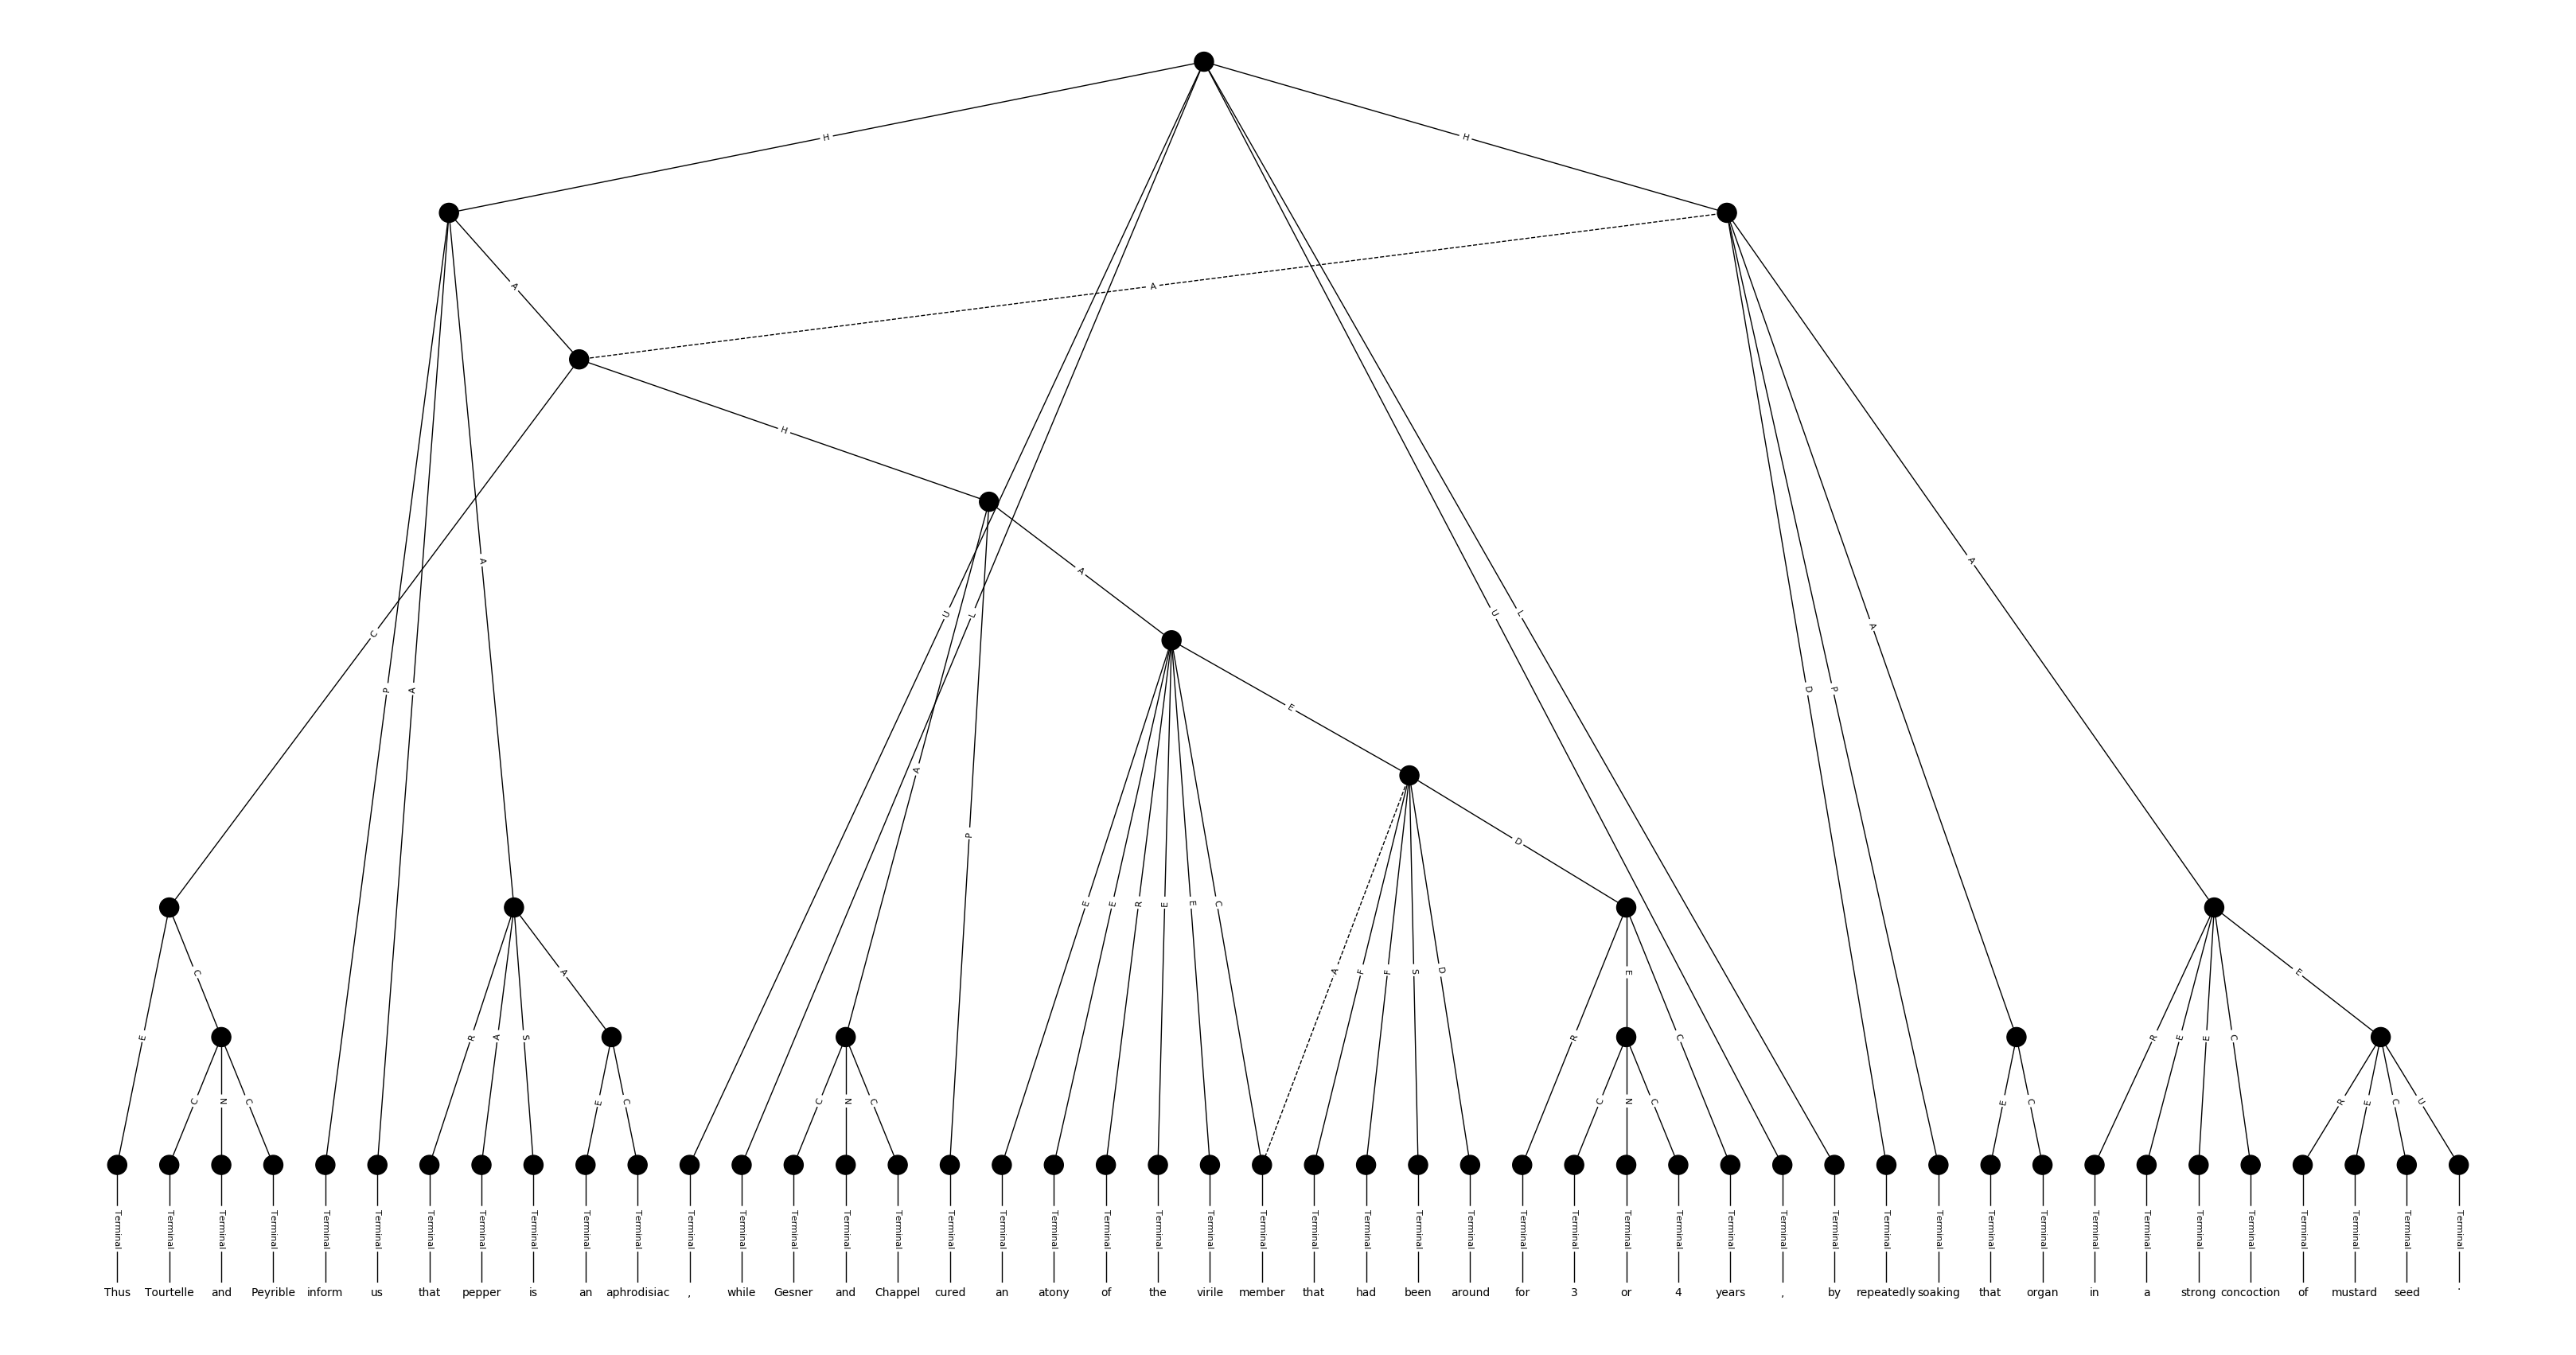 H H
A A
H
C A P A
U L A U L A
P A A P
E D P
D
E E R E E C
C A A F F S D E E
E R A S R E C R E E C
C N C E C C N C C N C E C R E C U
Terminal Terminal Terminal Terminal Terminal Terminal Terminal Terminal Terminal Terminal Terminal Terminal Terminal Terminal Terminal Terminal Terminal Terminal Terminal Terminal Terminal Terminal Terminal Terminal Terminal Terminal Terminal Terminal Terminal Terminal Terminal Terminal Terminal Terminal Terminal Terminal Terminal Terminal Terminal Terminal Terminal Terminal Terminal Terminal Terminal Terminal
Thus Tourtelle and Peyrible inform us that pepper is an aphrodisiac , while Gesner and Chappel cured an atony of the virile member that had been around for 3 or 4 years , by repeatedly soaking that organ in a strong concoction of mustard seed .